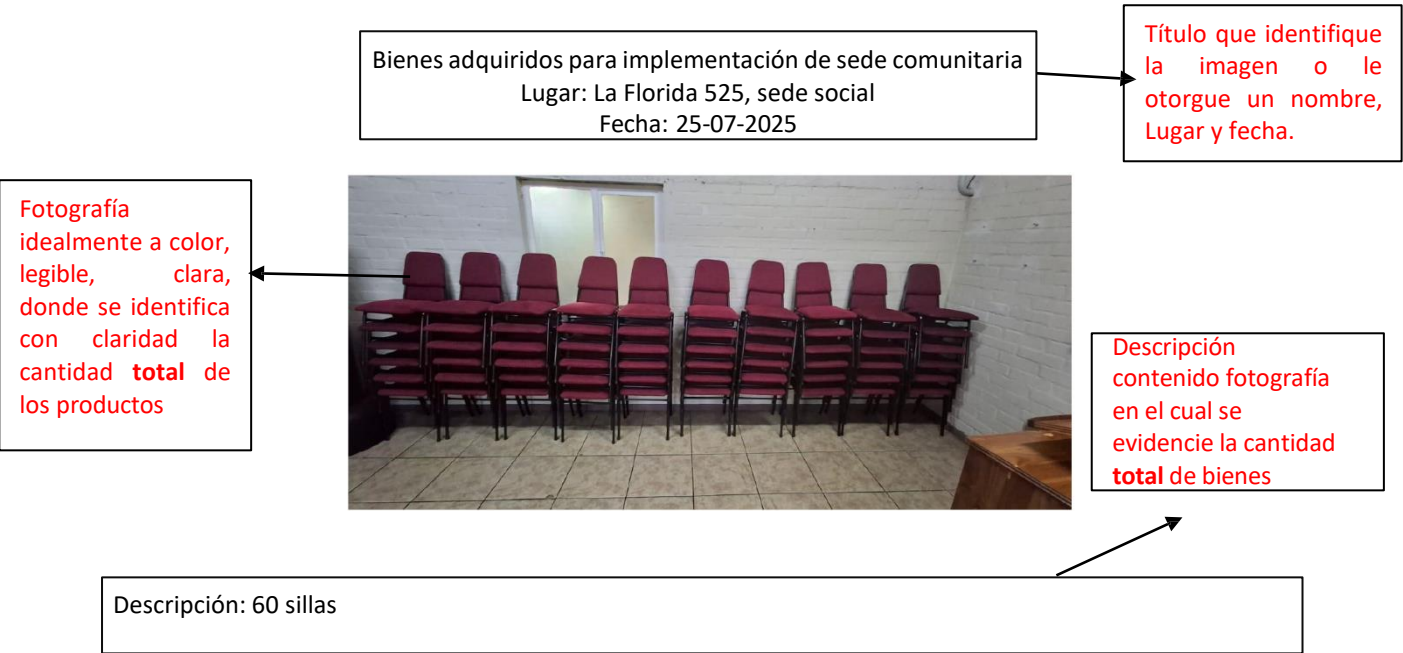 Bienes adquiridos para implementación de sede comunitaria
Lugar: La Florida 525, sede social
Fecha: 25-07-2025
Título que identifique
la imagen o le
otorgue un nombre,
Lugar y fecha.
Fotografía
idealmente a color,
legible, clara,
donde se identifica
con claridad la
cantidad total de
los productos
Descripción
contenido fotografía
en el cual se
evidencie la cantidad
total de bienes
Descripción: 60 sillas